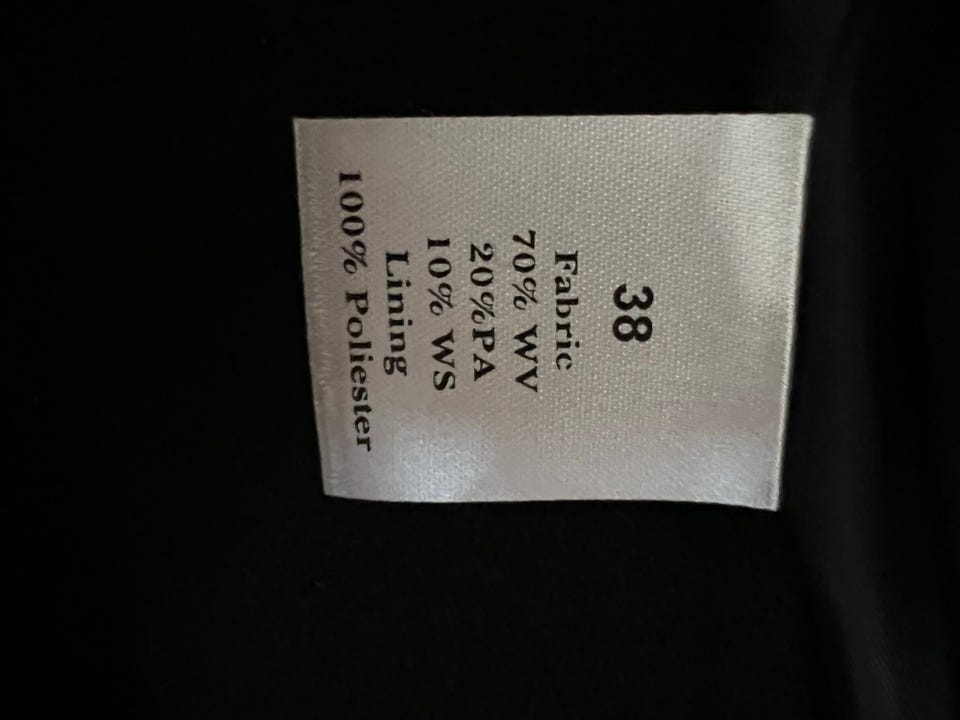 38
Fabric
70% WV
20%PA
10% WS
Lining
100% Poliester